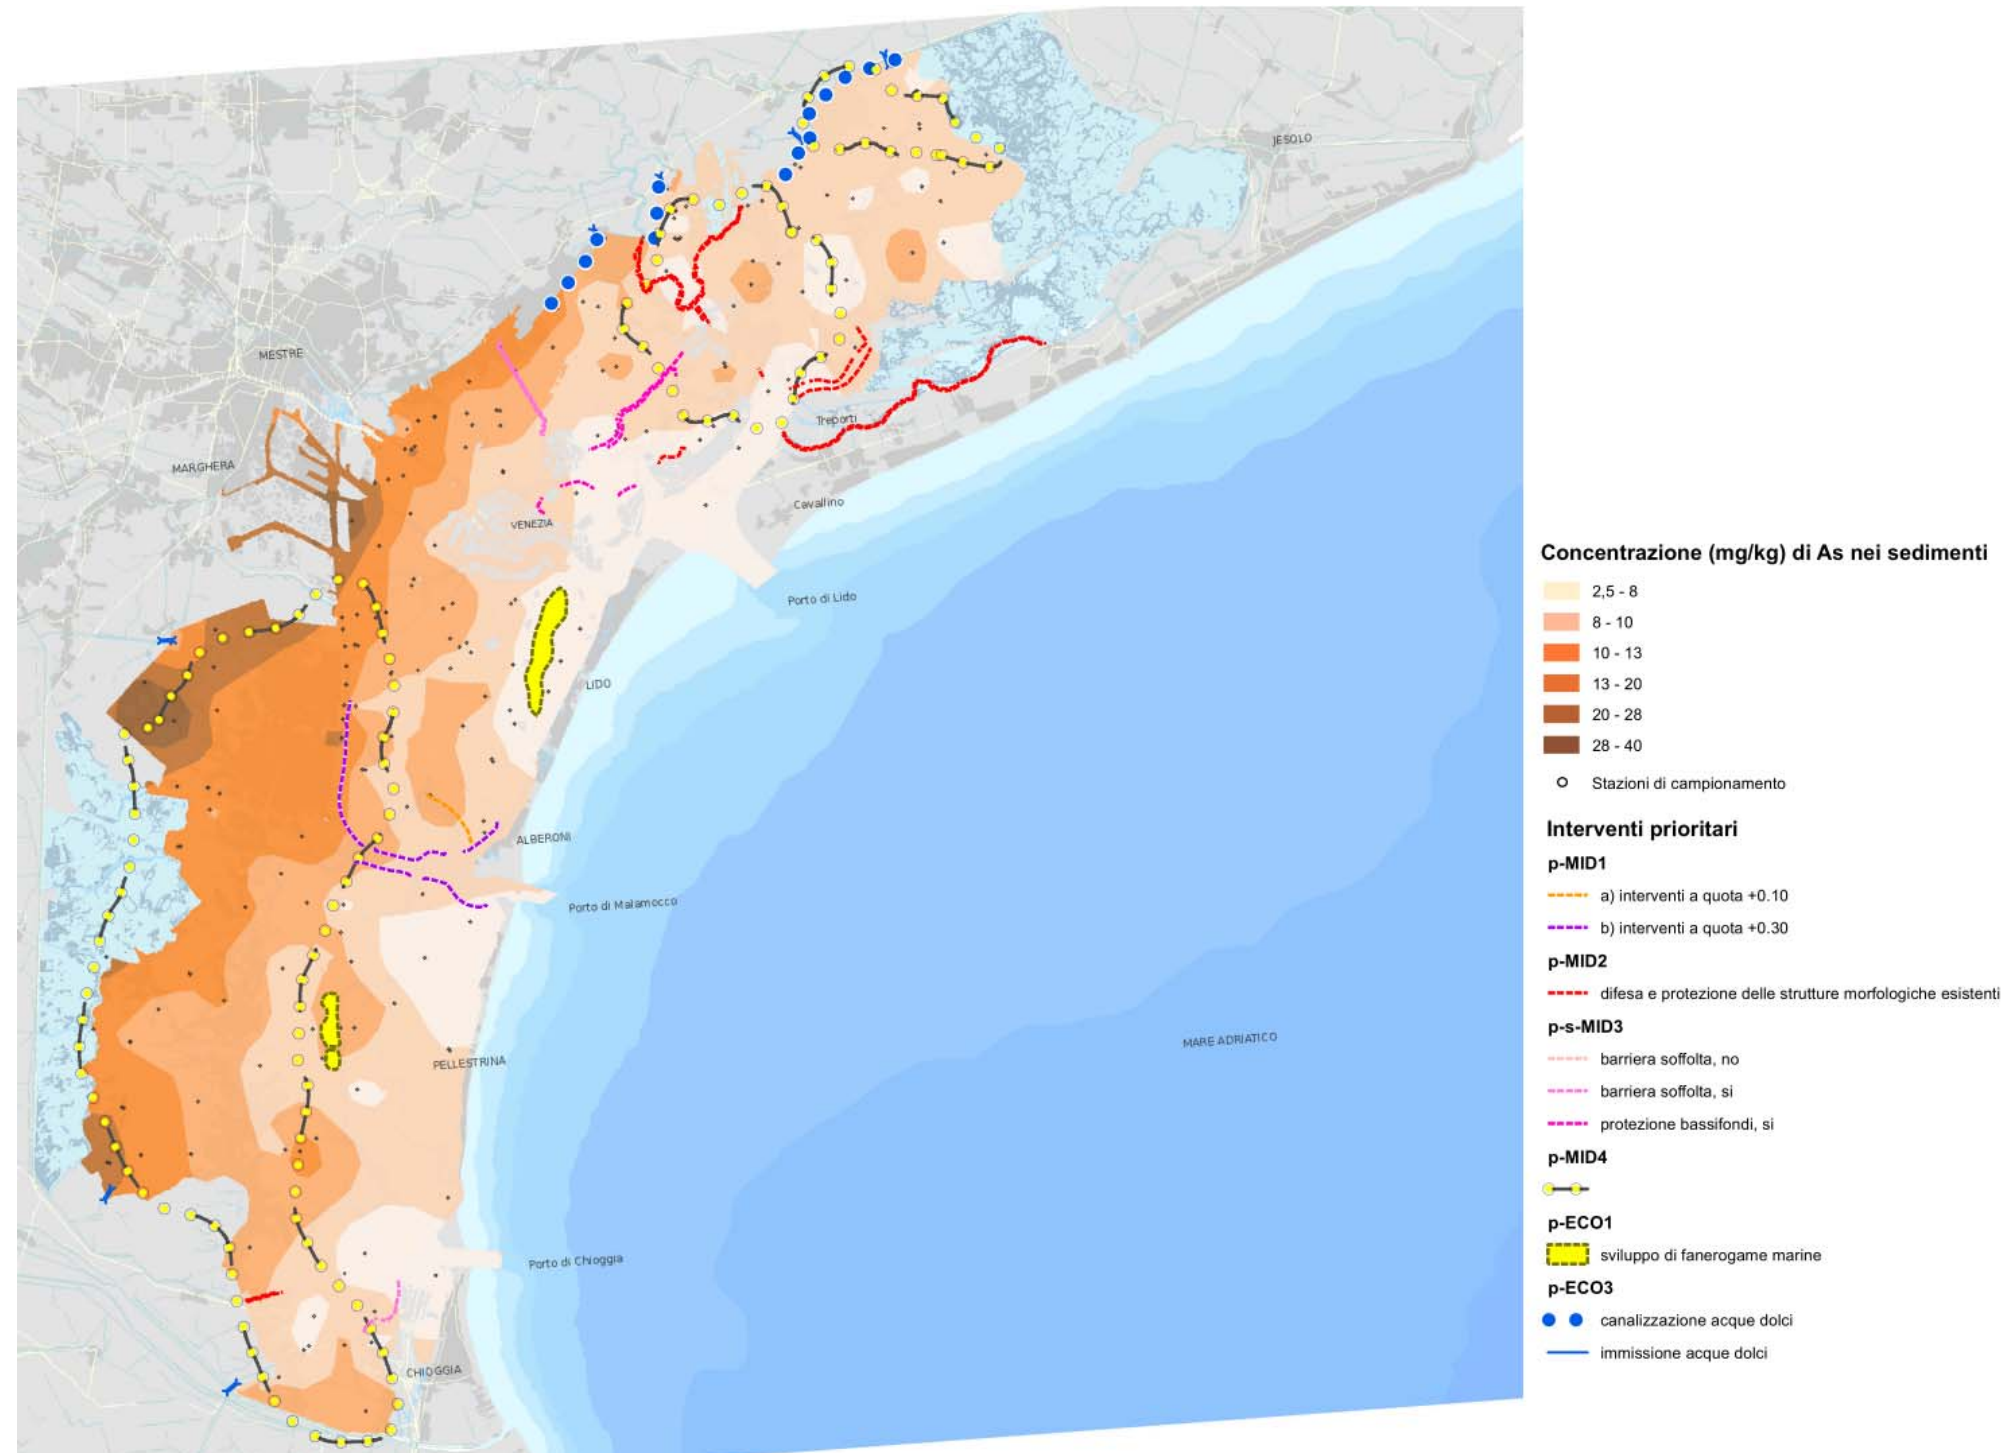 JESOLO
MESTRE
Treporti
MARGHERA
Cavallino
VENEZIA
Porto di Lido
LIDO
ALBERONI
Porto di Malamocco
MARE ADRIATICO
PELLESTRINA
Porto di Chioggia
CHIOGGIA
Concentrazione (mg/kg) di As nei sedimenti
2,5 - 8
8 - 10
10 - 13
13 - 20
20 - 28
28 - 40
Stazioni di campionamento
Interventi prioritari
p-MID1
a) interventi a quota +0.10
b) interventi a quota +0.30
p-MID2
difesa e protezione delle strutture morfologiche esistenti
p-s-MID3
barriera soffolta, no
barriera soffolta, si
protezione bassifondi, si
p-MID4
p-ECO1
sviluppo di fanerogame marine
p-ECO3
canalizzazione acque dolci
immissione acque dolci